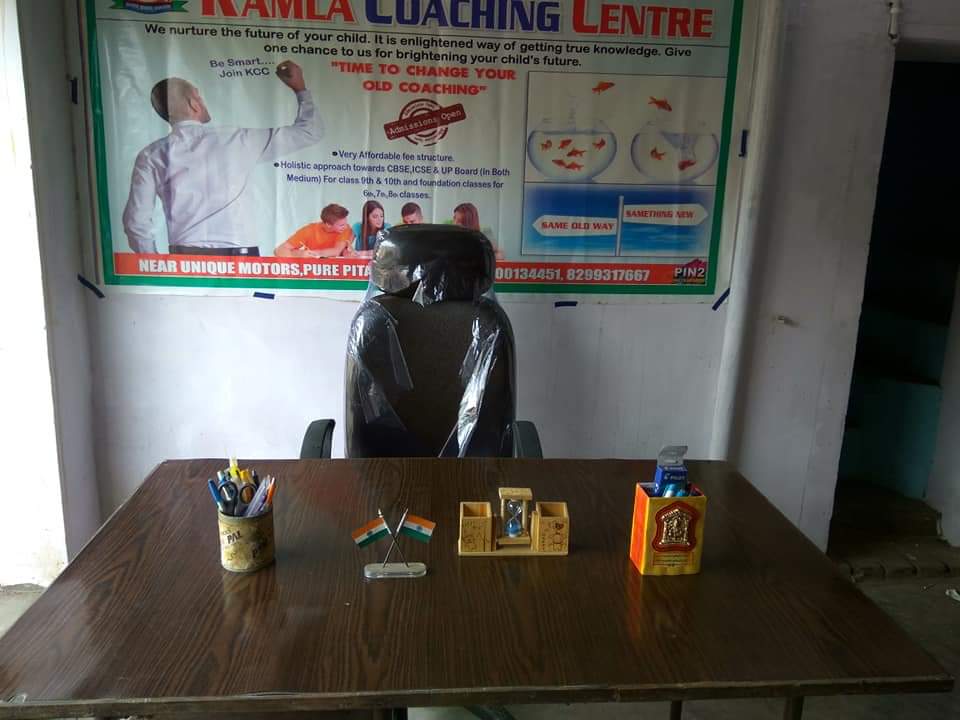 KAMLA COACHING CENTRE
We nurture the future of your child. It is enlightened way of getting true knowledge. Give
one chance to us for brightening your child's future.
Be Smart....
Join KCC
"TIME TO CHANGE YOUR
OLD COACHING"
Admissions Open
• Very Affordable fee structure.
• Holistic approach towards CBSE,ICSE & UP Board (in Both
Medium) For class 9th & 10th and foundation classes for
6th,7th,8th classes.
SAME OLD WAY
SAMETHING NEW
NEAR UNIQUE MOTORS,PURE PITA
00134451, 8299317667
PIN2
PAL